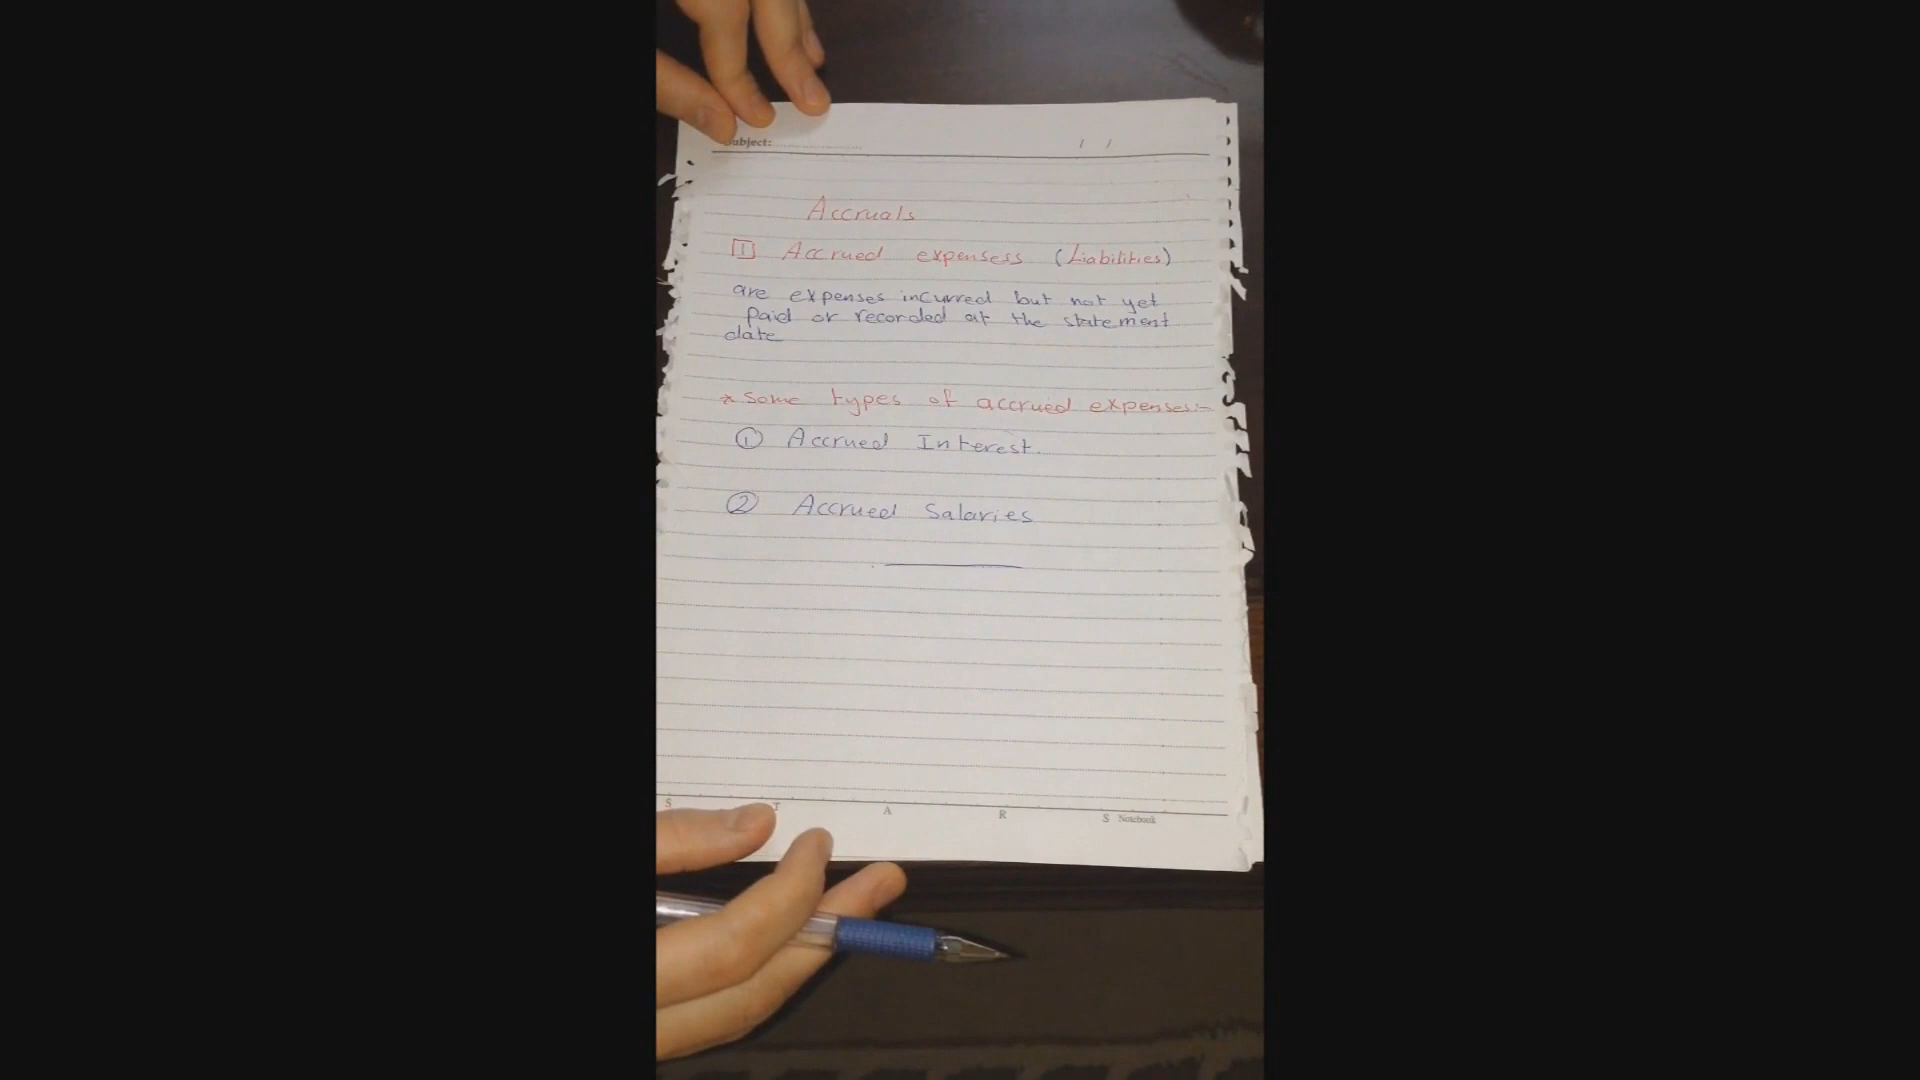 Subject:
/ /
Accruals
1 Accrued expensess (Liabilities)
are expenses incurred but not yet
paid or recorded at the statement
date
* Some types of accrued expenses:-
① Accrued Interest.
② Accrued Salaries
S T A R S Notebook